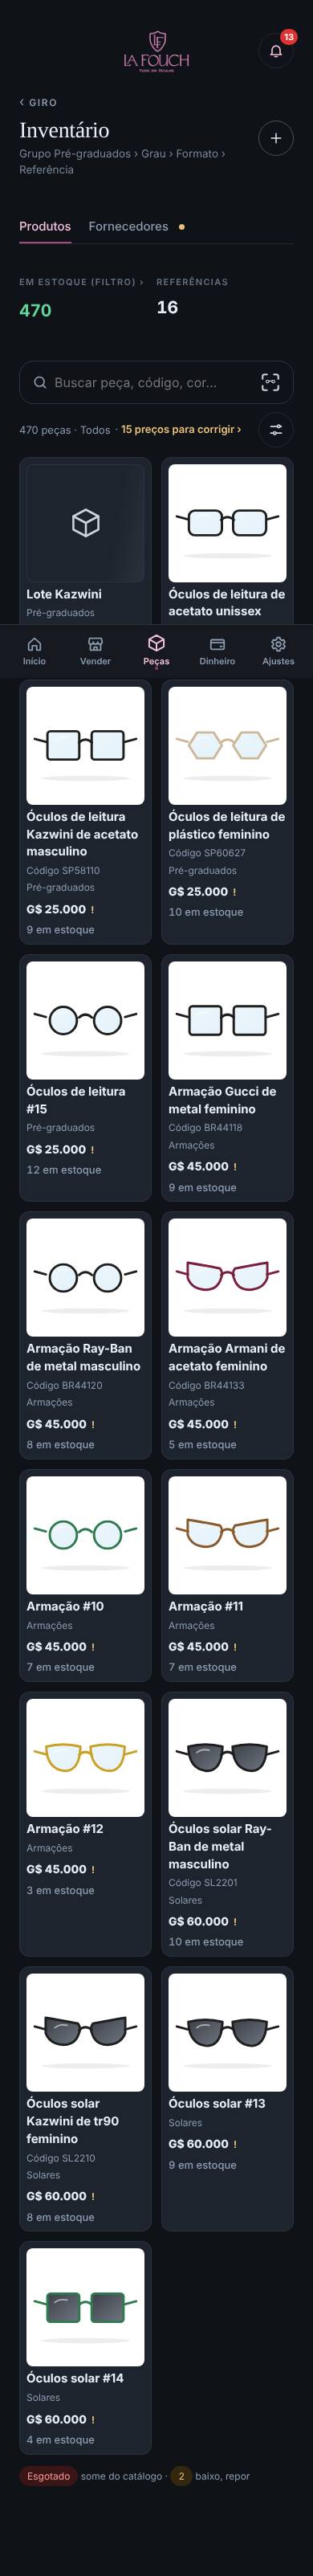 LA FOUCH
13
‹ GIRO
Inventário
Grupo Pré-graduados › Grau › Formato ›
Referência
+
Produtos
Fornecedores
EM ESTOQUE (FILTRO) ›
REFERÊNCIAS
470
16
Buscar peça, código, cor...
470 peças · Todos · 15 preços para corrigir ›
Lote Kazwini
Pré-graduados
Óculos de leitura de
acetato unissex
Início
Vender
Peças
Dinheiro
Ajustes
Óculos de leitura
Kazwini de acetato
masculino
Código SP58110
Pré-graduados
G$ 25.000 !
9 em estoque
Óculos de leitura de
plástico feminino
Código SP60627
Pré-graduados
G$ 25.000 !
10 em estoque
Óculos de leitura
#15
Pré-graduados
G$ 25.000 !
12 em estoque
Armação Gucci de
metal feminino
Código BR44118
Armações
G$ 45.000 !
9 em estoque
Armação Ray-Ban
de metal masculino
Código BR44120
Armações
G$ 45.000 !
8 em estoque
Armação Armani de
acetato feminino
Código BR44133
Armações
G$ 45.000 !
5 em estoque
Armação #10
Armações
G$ 45.000 !
7 em estoque
Armação #11
Armações
G$ 45.000 !
7 em estoque
Armação #12
Armações
G$ 45.000 !
3 em estoque
Óculos solar Ray-
Ban de metal
masculino
Código SL2201
Solares
G$ 60.000 !
10 em estoque
Óculos solar
Kazwini de tr90
feminino
Código SL2210
Solares
G$ 60.000 !
8 em estoque
Óculos solar #13
Solares
G$ 60.000 !
9 em estoque
Óculos solar #14
Solares
G$ 60.000 !
4 em estoque
Esgotado some do catálogo · 2 baixo, repor